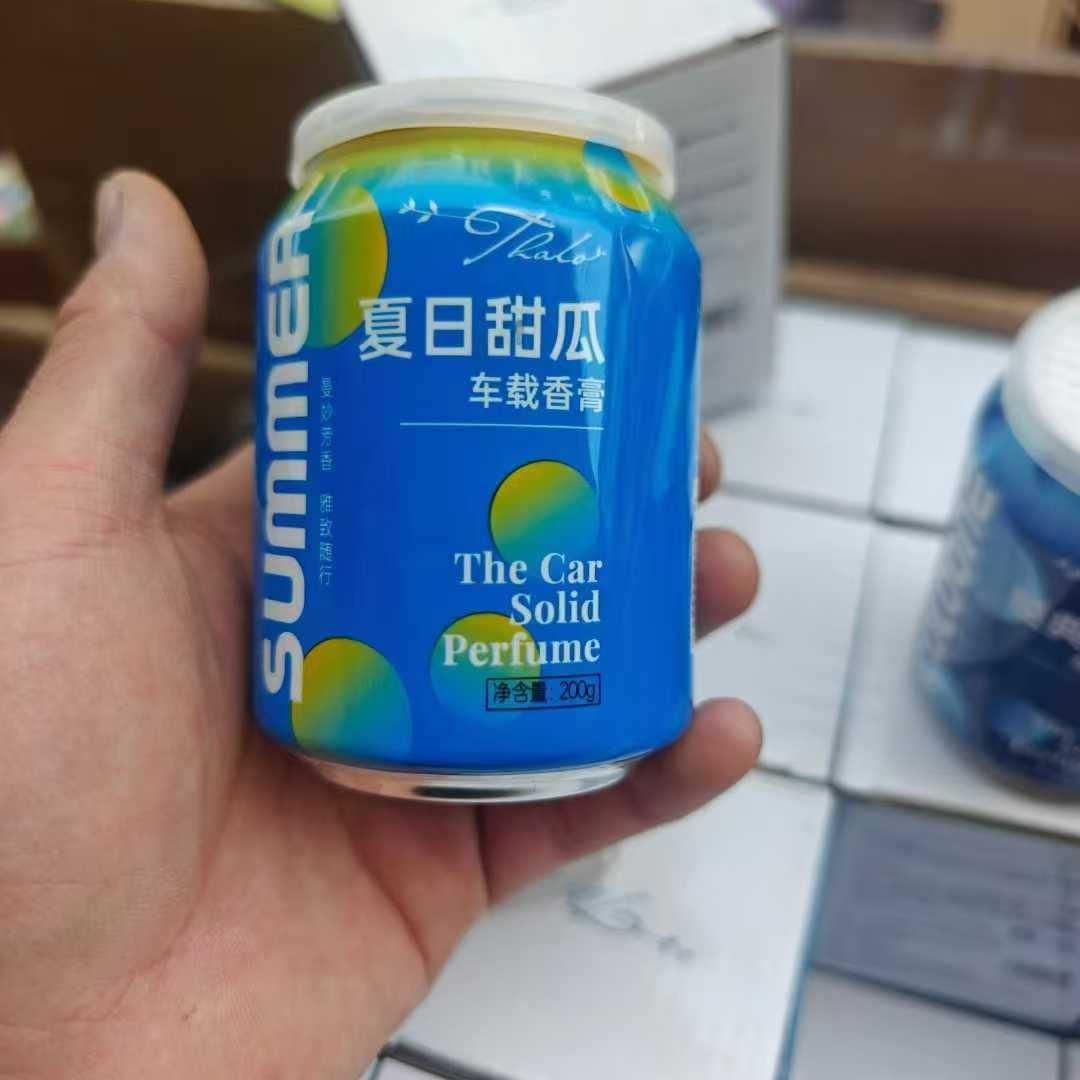 Thalo
夏日甜瓜
车载香膏
SUMMER
曼妙芳香 雅致随行
The Car
Solid
Perfume
净含量: 200g